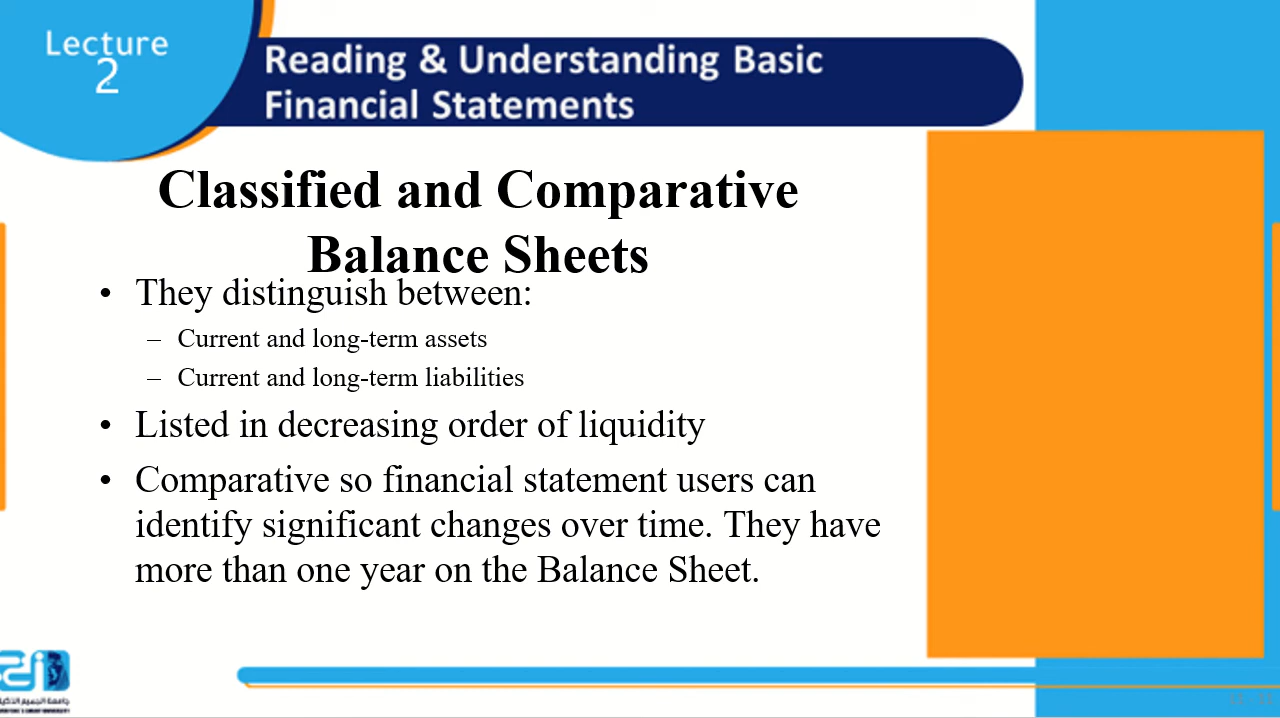 Lecture
2
Reading & Understanding Basic
Financial Statements
Classified and Comparative
Balance Sheets
• They distinguish between:
– Current and long-term assets
– Current and long-term liabilities
• Listed in decreasing order of liquidity
• Comparative so financial statement users can
identify significant changes over time. They have
more than one year on the Balance Sheet.